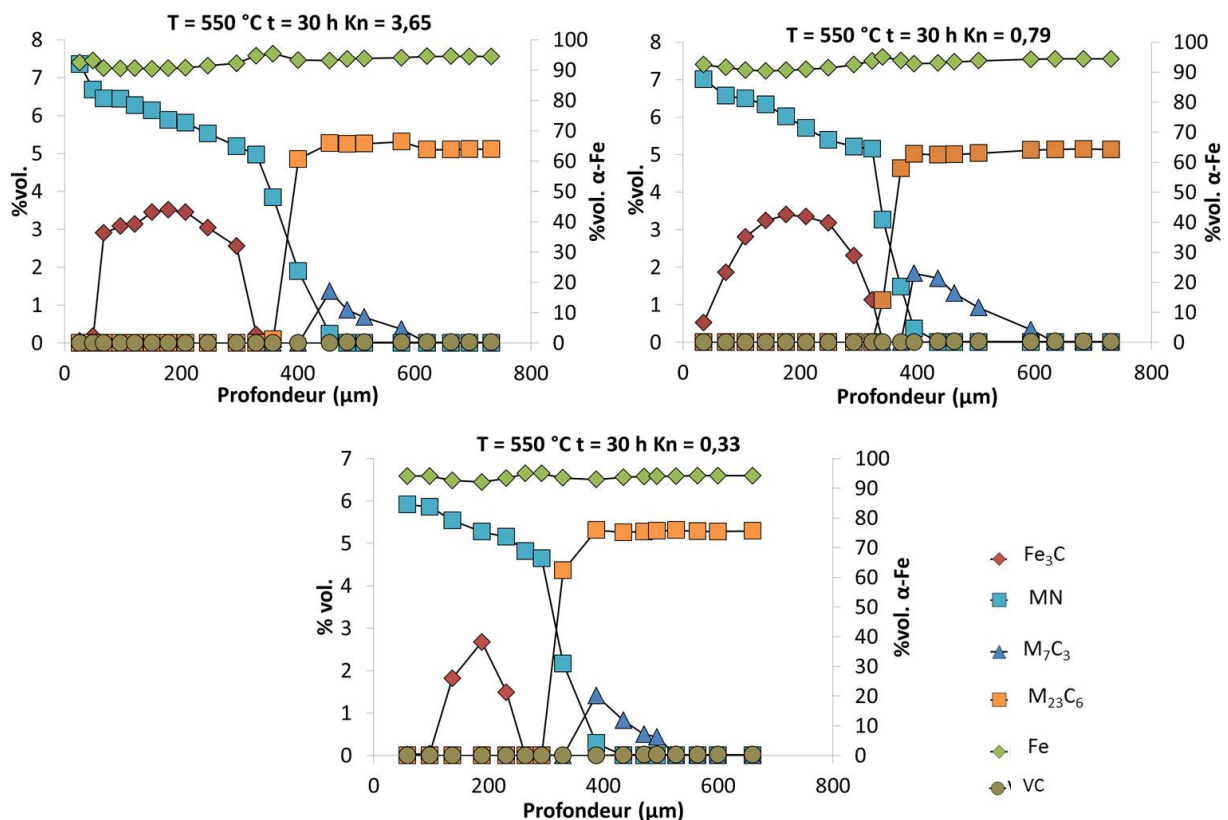 T = 550 °C t = 30 h Kn = 3,65
8
7
6
5
4
3
2
1
0
%vol.
100
90
80
70
60
50
40
30
20
10
0
%vol. α-Fe
0 200 400 600 800
Profondeur (µm)
T = 550 °C t = 30 h Kn = 0,79
8
7
6
5
4
3
2
1
0
%vol.
100
90
80
70
60
50
40
30
20
10
0
%vol. α-Fe
0 200 400 600 800
Profondeur (µm)
T = 550 °C t = 30 h Kn = 0,33
7
6
5
4
3
2
1
0
% vol.
100
90
80
70
60
50
40
30
20
10
0
%vol. α-Fe
0 200 400 600 800
Profondeur (µm)
Fe₃C
MN
M₇C₃
M₂₃C₆
Fe
VC